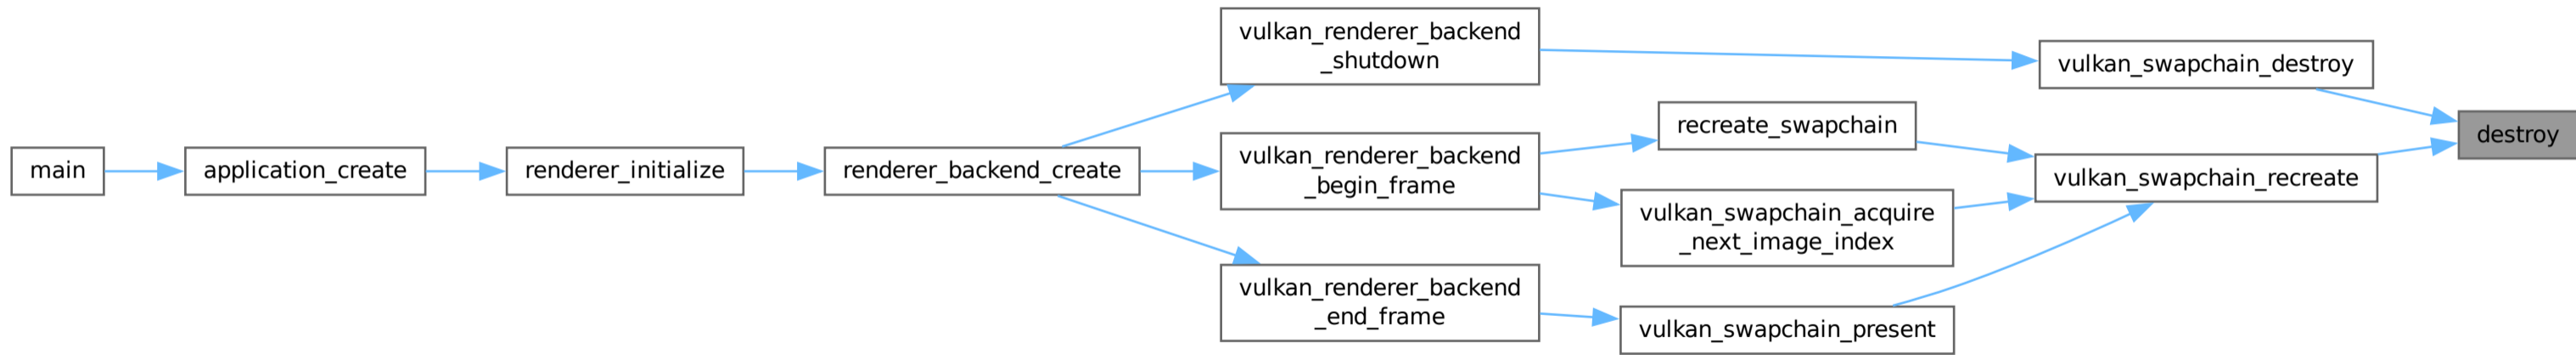 main
application_create
renderer_initialize
renderer_backend_create
vulkan_renderer_backend
_shutdown
vulkan_renderer_backend
_begin_frame
vulkan_renderer_backend
_end_frame
recreate_swapchain
vulkan_swapchain_acquire
_next_image_index
vulkan_swapchain_present
vulkan_swapchain_destroy
vulkan_swapchain_recreate
destroy